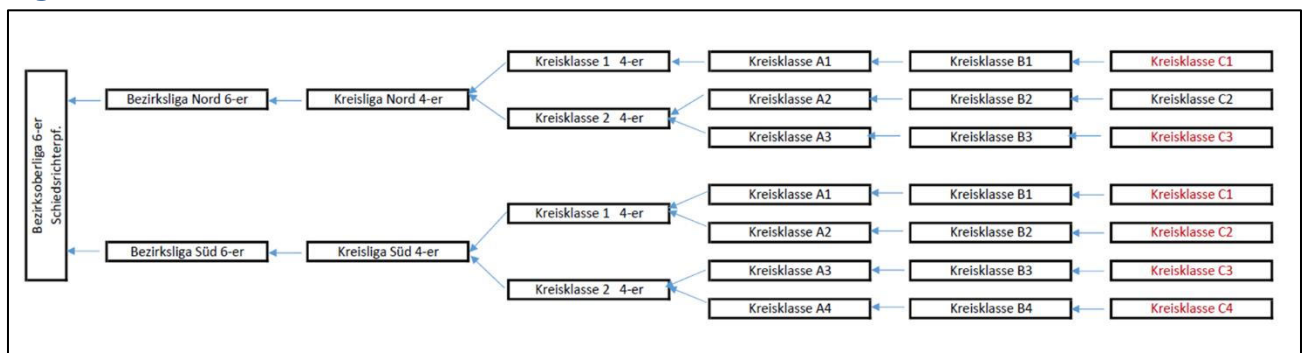 Kreisklasse 1 4-er
Kreisklasse A1
Kreisklasse B1
Kreisklasse C1
Bezirksoberliga 6-er
Schiedsrichterpf.
Bezirksliga Nord 6-er
Kreisliga Nord 4-er
Kreisklasse 2 4-er
Kreisklasse A2
Kreisklasse B2
Kreisklasse C2
Kreisklasse A3
Kreisklasse B3
Kreisklasse C3
Bezirksliga Süd 6-er
Kreisliga Süd 4-er
Kreisklasse 1 4-er
Kreisklasse A1
Kreisklasse B1
Kreisklasse C1
Kreisklasse A2
Kreisklasse B2
Kreisklasse C2
Kreisklasse 2 4-er
Kreisklasse A3
Kreisklasse B3
Kreisklasse C3
Kreisklasse A4
Kreisklasse B4
Kreisklasse C4